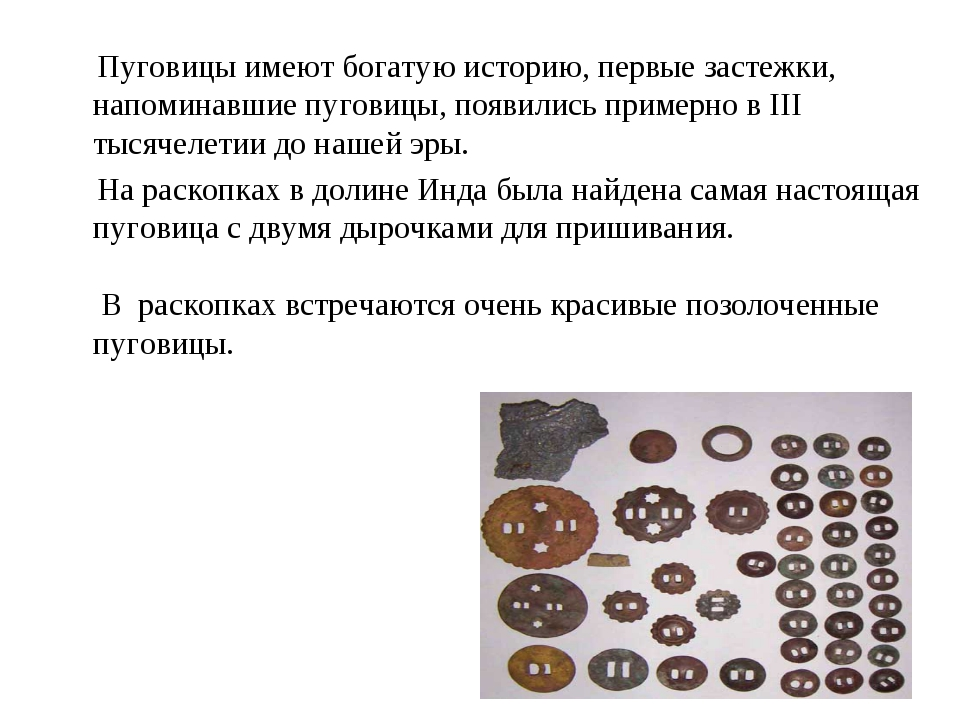 Пуговицы имеют богатую историю, первые застежки,
напоминавшие пуговицы, появились примерно в III
тысячелетии до нашей эры.
На раскопках в долине Инда была найдена самая настоящая
пуговица с двумя дырочками для пришивания.
В раскопках встречаются очень красивые позолоченные
пуговицы.